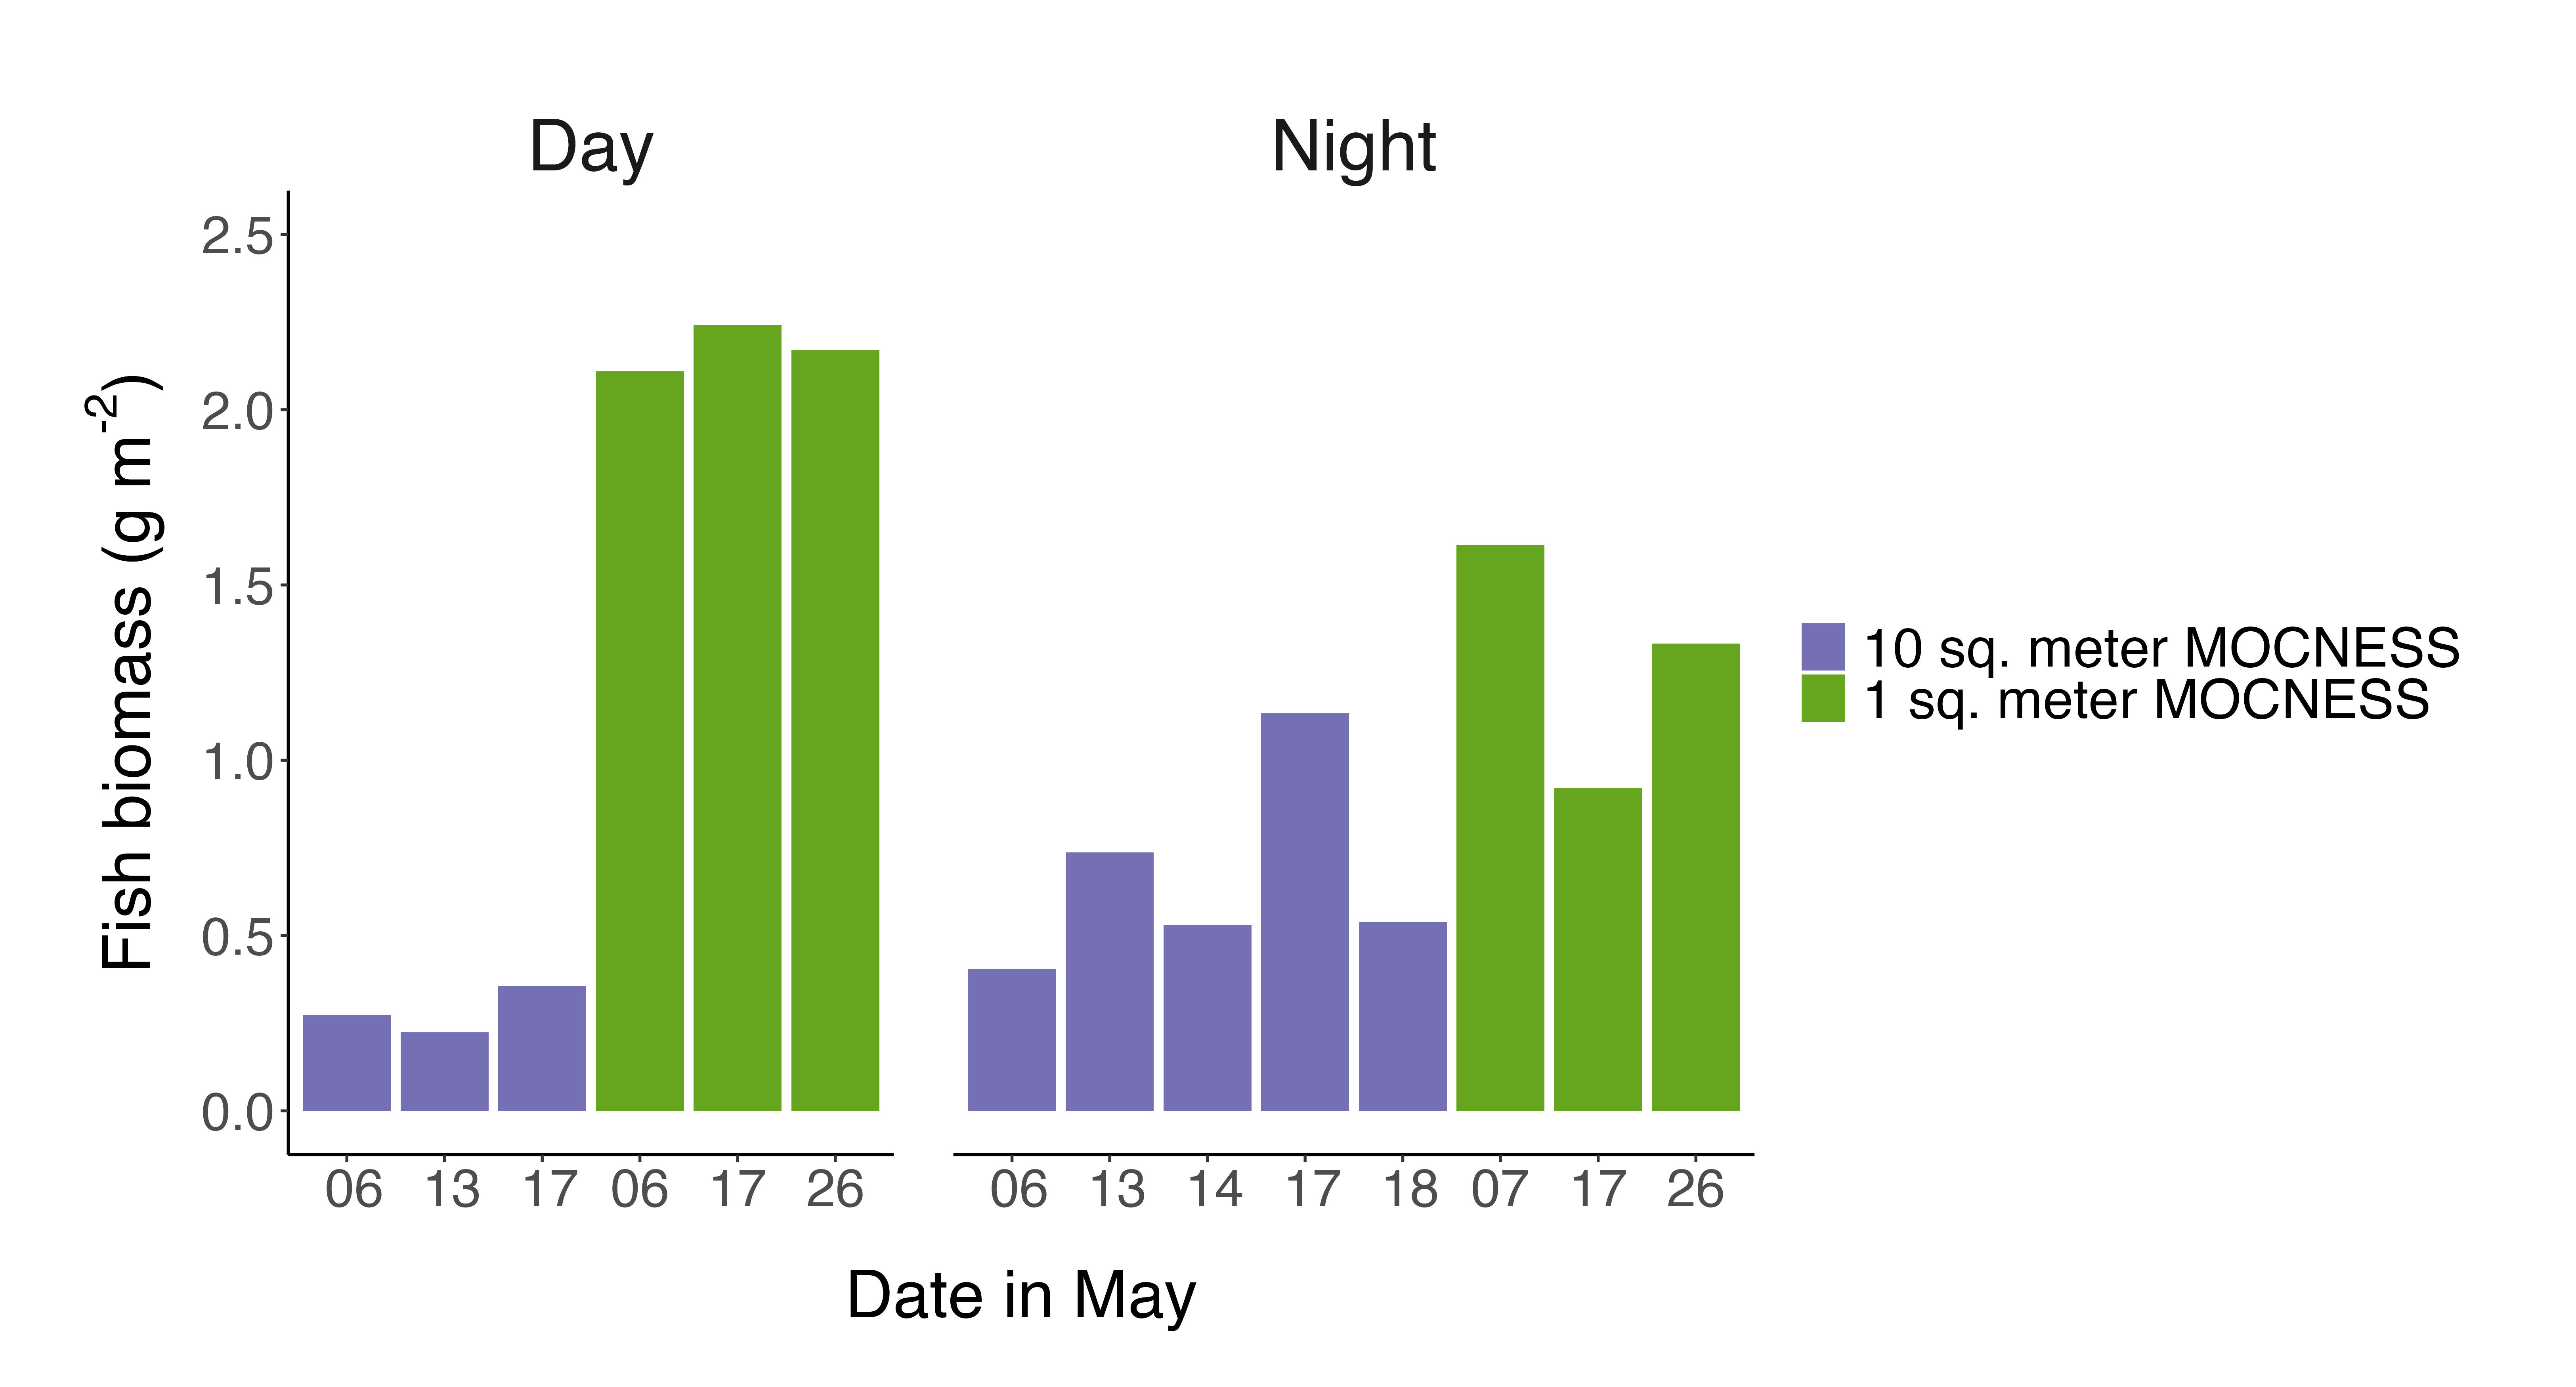 Day
Night
2.5
2.0
1.5
1.0
0.5
0.0
Fish biomass (g m-2)
06 13 17 06 17 26
06 13 14 17 18 07 17 26
Date in May
10 sq. meter MOCNESS
1 sq. meter MOCNESS